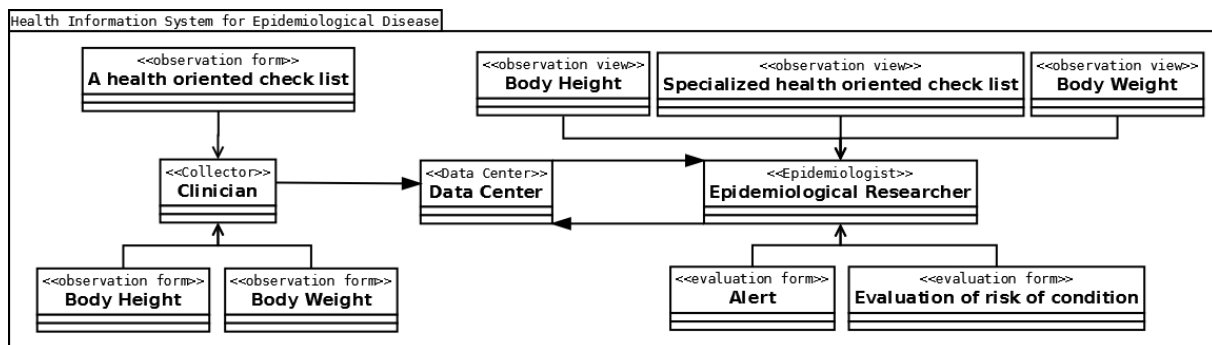 Health Information System for Epidemiological Disease
<<observation form>>
A health oriented check list
<<observation view>>
Body Height
<<observation view>>
Specialized health oriented check list
<<observation view>>
Body Weight
<<Collector>>
Clinician
<<Data Center>>
Data Center
<<Epidemiologist>>
Epidemiological Researcher
<<observation form>>
Body Height
<<observation form>>
Body Weight
<<evaluation form>>
Alert
<<evaluation form>>
Evaluation of risk of condition